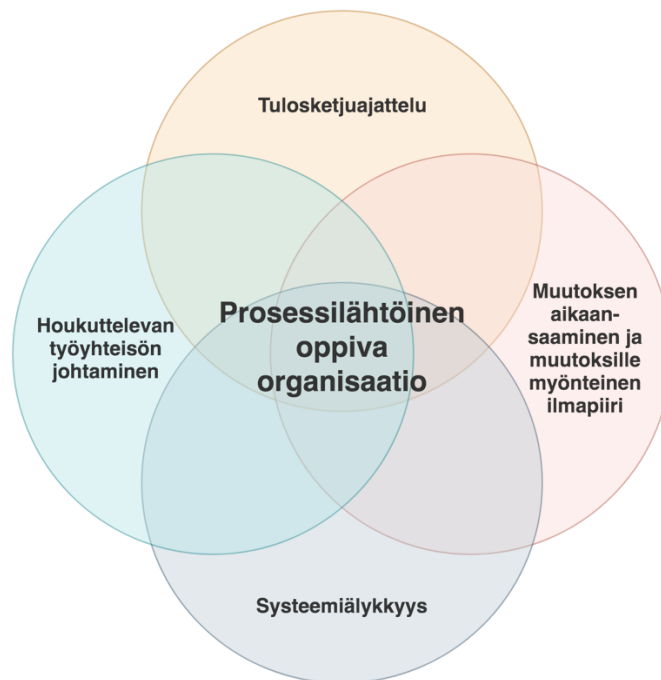 Tulosketjuajattelu
Houkuttelevan
työyhteisön
johtaminen
Prosessilähtöinen
oppiva
organisaatio
Muutoksen
aikaan-
saaminen ja
muutoksille
myönteinen
ilmapiiri
Systeemiälykkyys